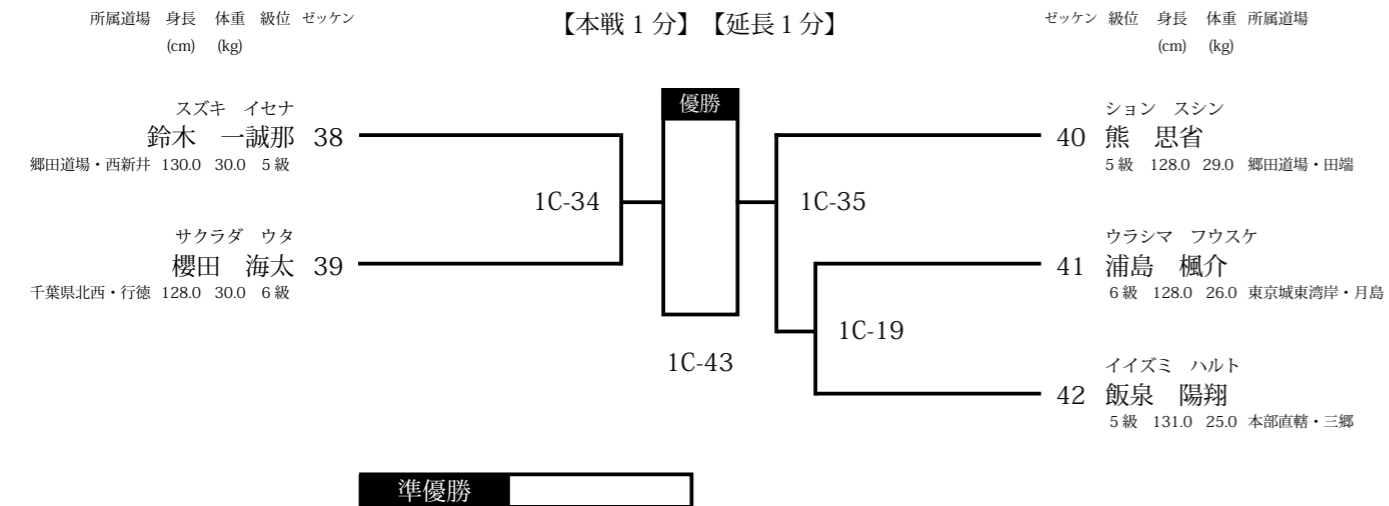 所属道場 身長 体重 級位 ゼッケン
(cm) (kg)
【本戦1分】【延長1分】
ゼッケン 級位 身長 体重 所属道場
(cm) (kg)
優勝
スズキ イセナ
鈴木 一誠那 38
郷田道場・西新井 130.0 30.0 5級
1C-34
サクラダ ウタ
櫻田 海太 39
千葉県北西・行徳 128.0 30.0 6級
1C-43
ション スシン
40 熊 思省
5級 128.0 29.0 郷田道場・田端
1C-35
ウラシマ フウスケ
41 浦島 楓介
6級 128.0 26.0 東京城東湾岸・月島
1C-19
イイズミ ハルト
42 飯泉 陽翔
5級 131.0 25.0 本部直轄・三郷
準優勝